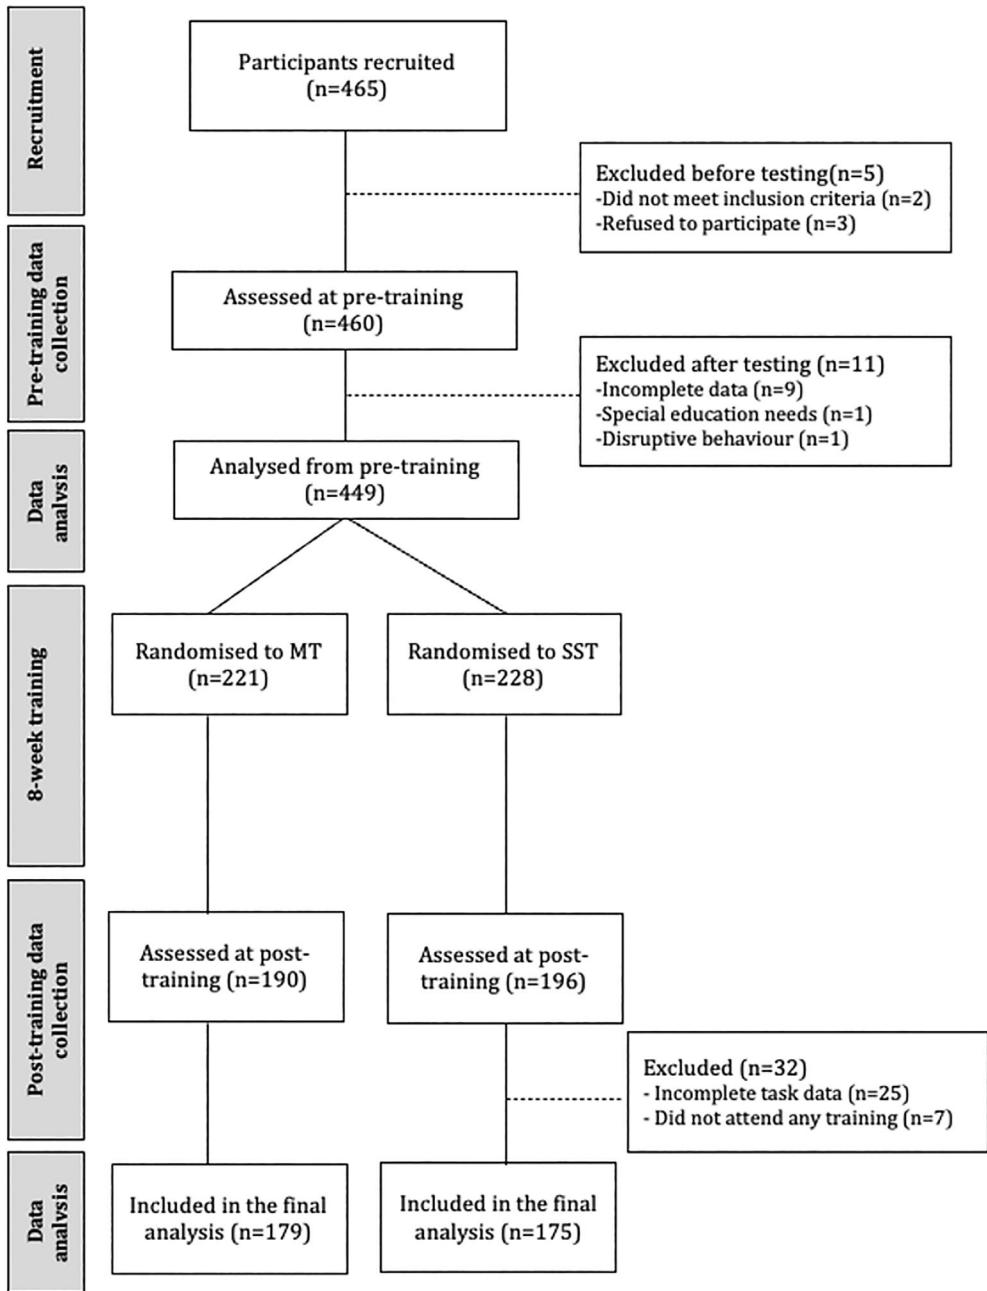 Recruitment
Participants recruited
(n=465)
Excluded before testing(n=5)
-Did not meet inclusion criteria (n=2)
-Refused to participate (n=3)
Pre-training data
collection
Assessed at pre-training
(n=460)
Excluded after testing (n=11)
-Incomplete data (n=9)
-Special education needs (n=1)
-Disruptive behaviour (n=1)
Data
analysis
Analysed from pre-training
(n=449)
8-week training
Randomised to MT
(n=221)
Randomised to SST
(n=228)
Post-training data
collection
Assessed at post-
training (n=190)
Assessed at post-
training (n=196)
Excluded (n=32)
- Incomplete task data (n=25)
- Did not attend any training (n=7)
Data
analysis
Included in the final
analysis (n=179)
Included in the final
analysis (n=175)